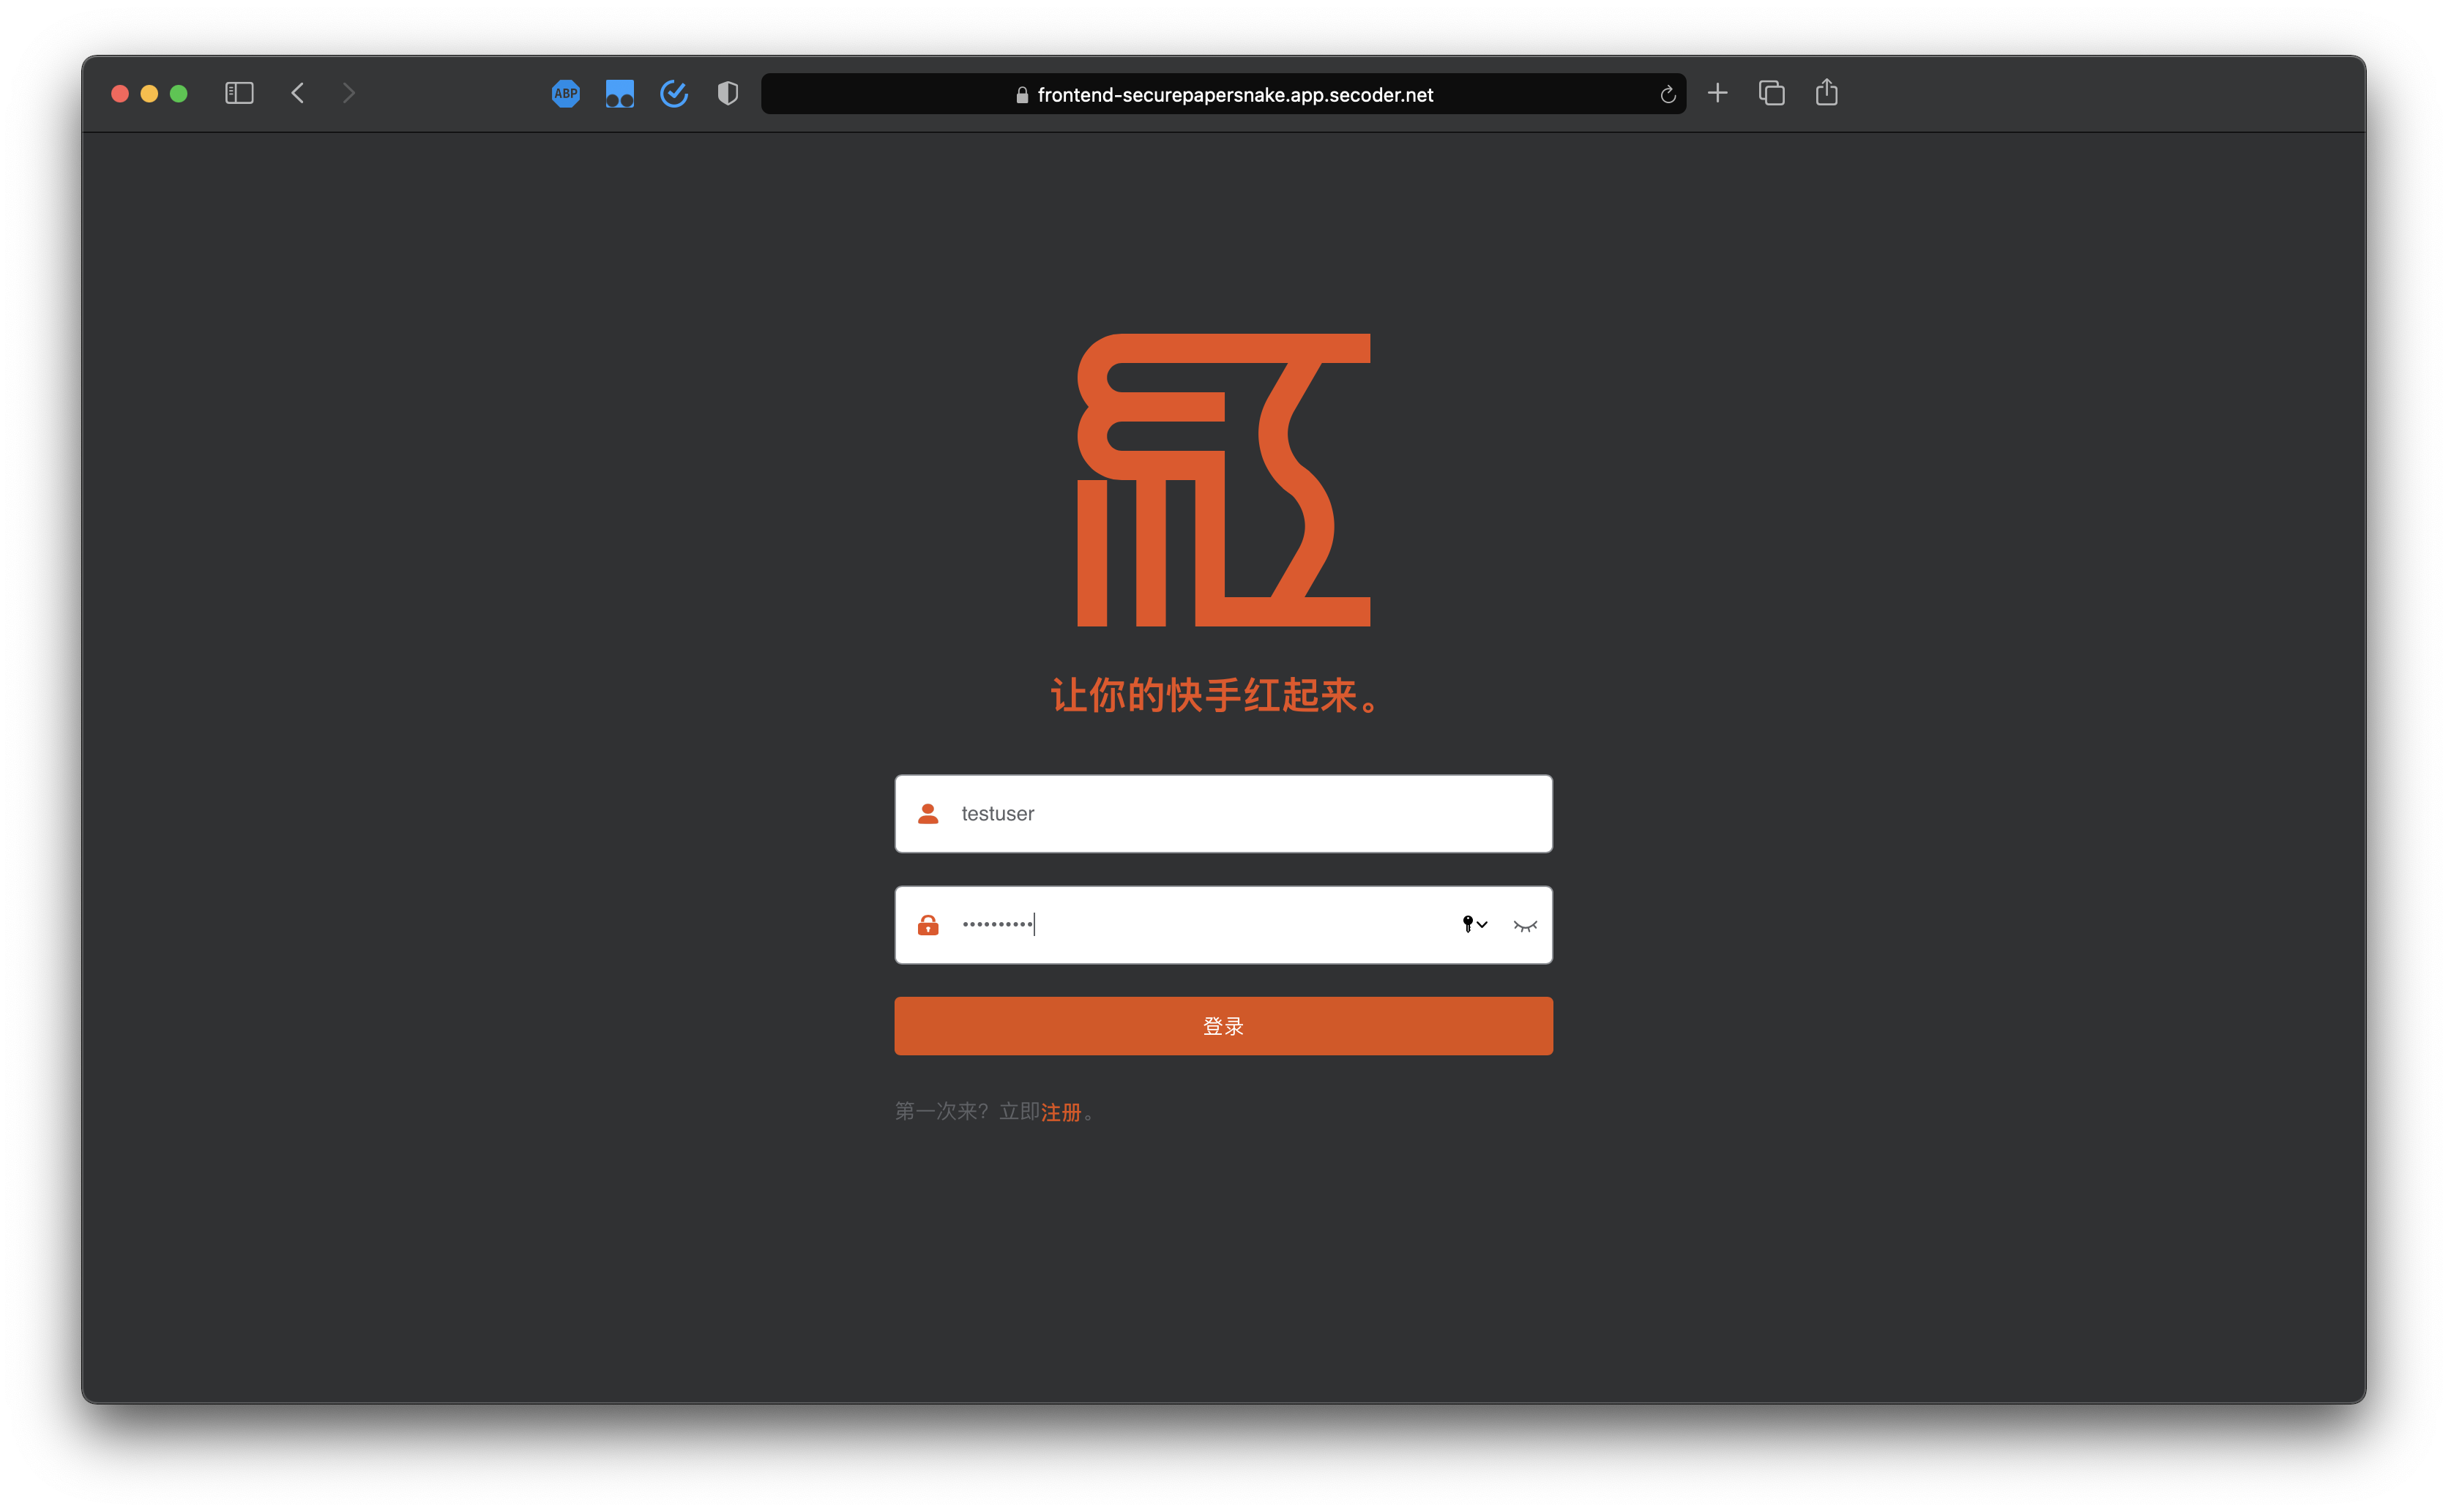 ABP
frontend-securepapersnake.app.secoder.net
让你的快手红起来。
testuser
••••••••••
登录
第一次来？立即注册。